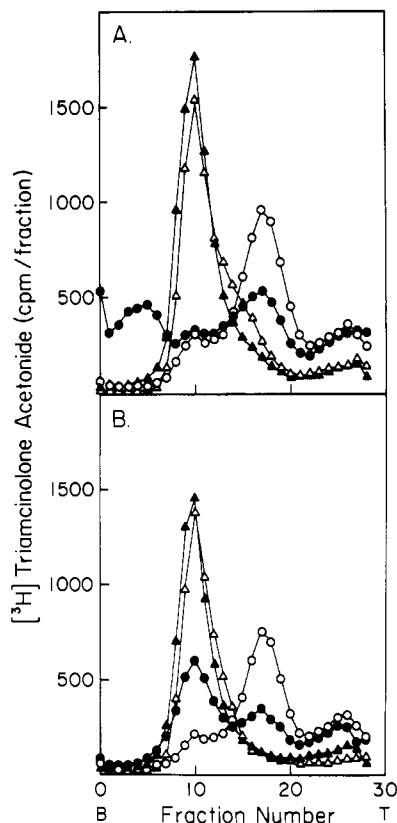 A.
1500
1000
500
B.
1500
1000
500
[³H] Triamcinolone Acetonide (cpm/fraction)
0 10 20 30
B Fraction Number T